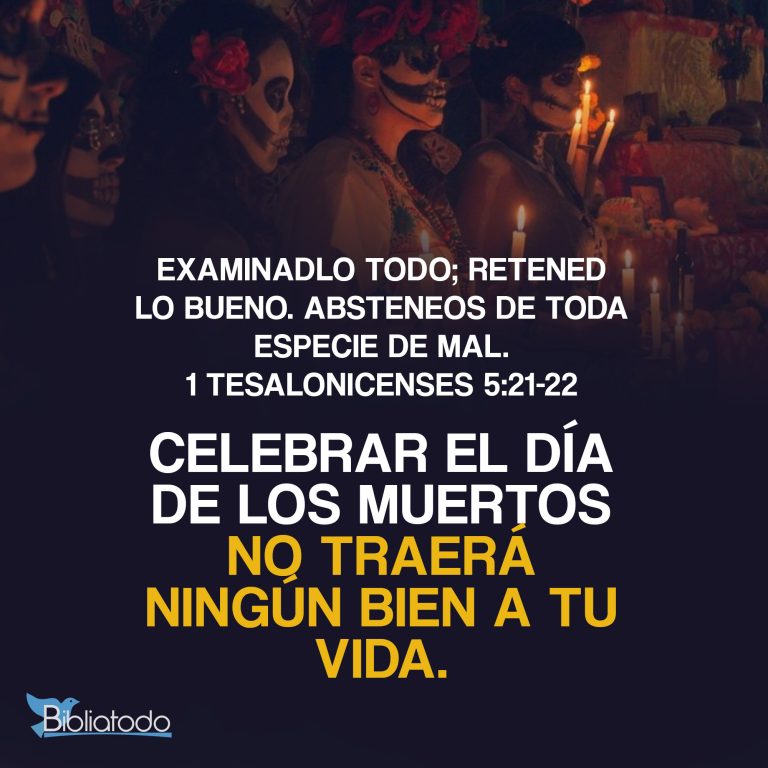 EXAMINADLO TODO; RETENED
LO BUENO. ABSTENEOS DE TODA
ESPECIE DE MAL.
1 TESALONICENSES 5:21-22
CELEBRAR EL DÍA
DE LOS MUERTOS
NO TRAERÁ
NINGÚN BIEN A TU
VIDA.
Bibliatodo